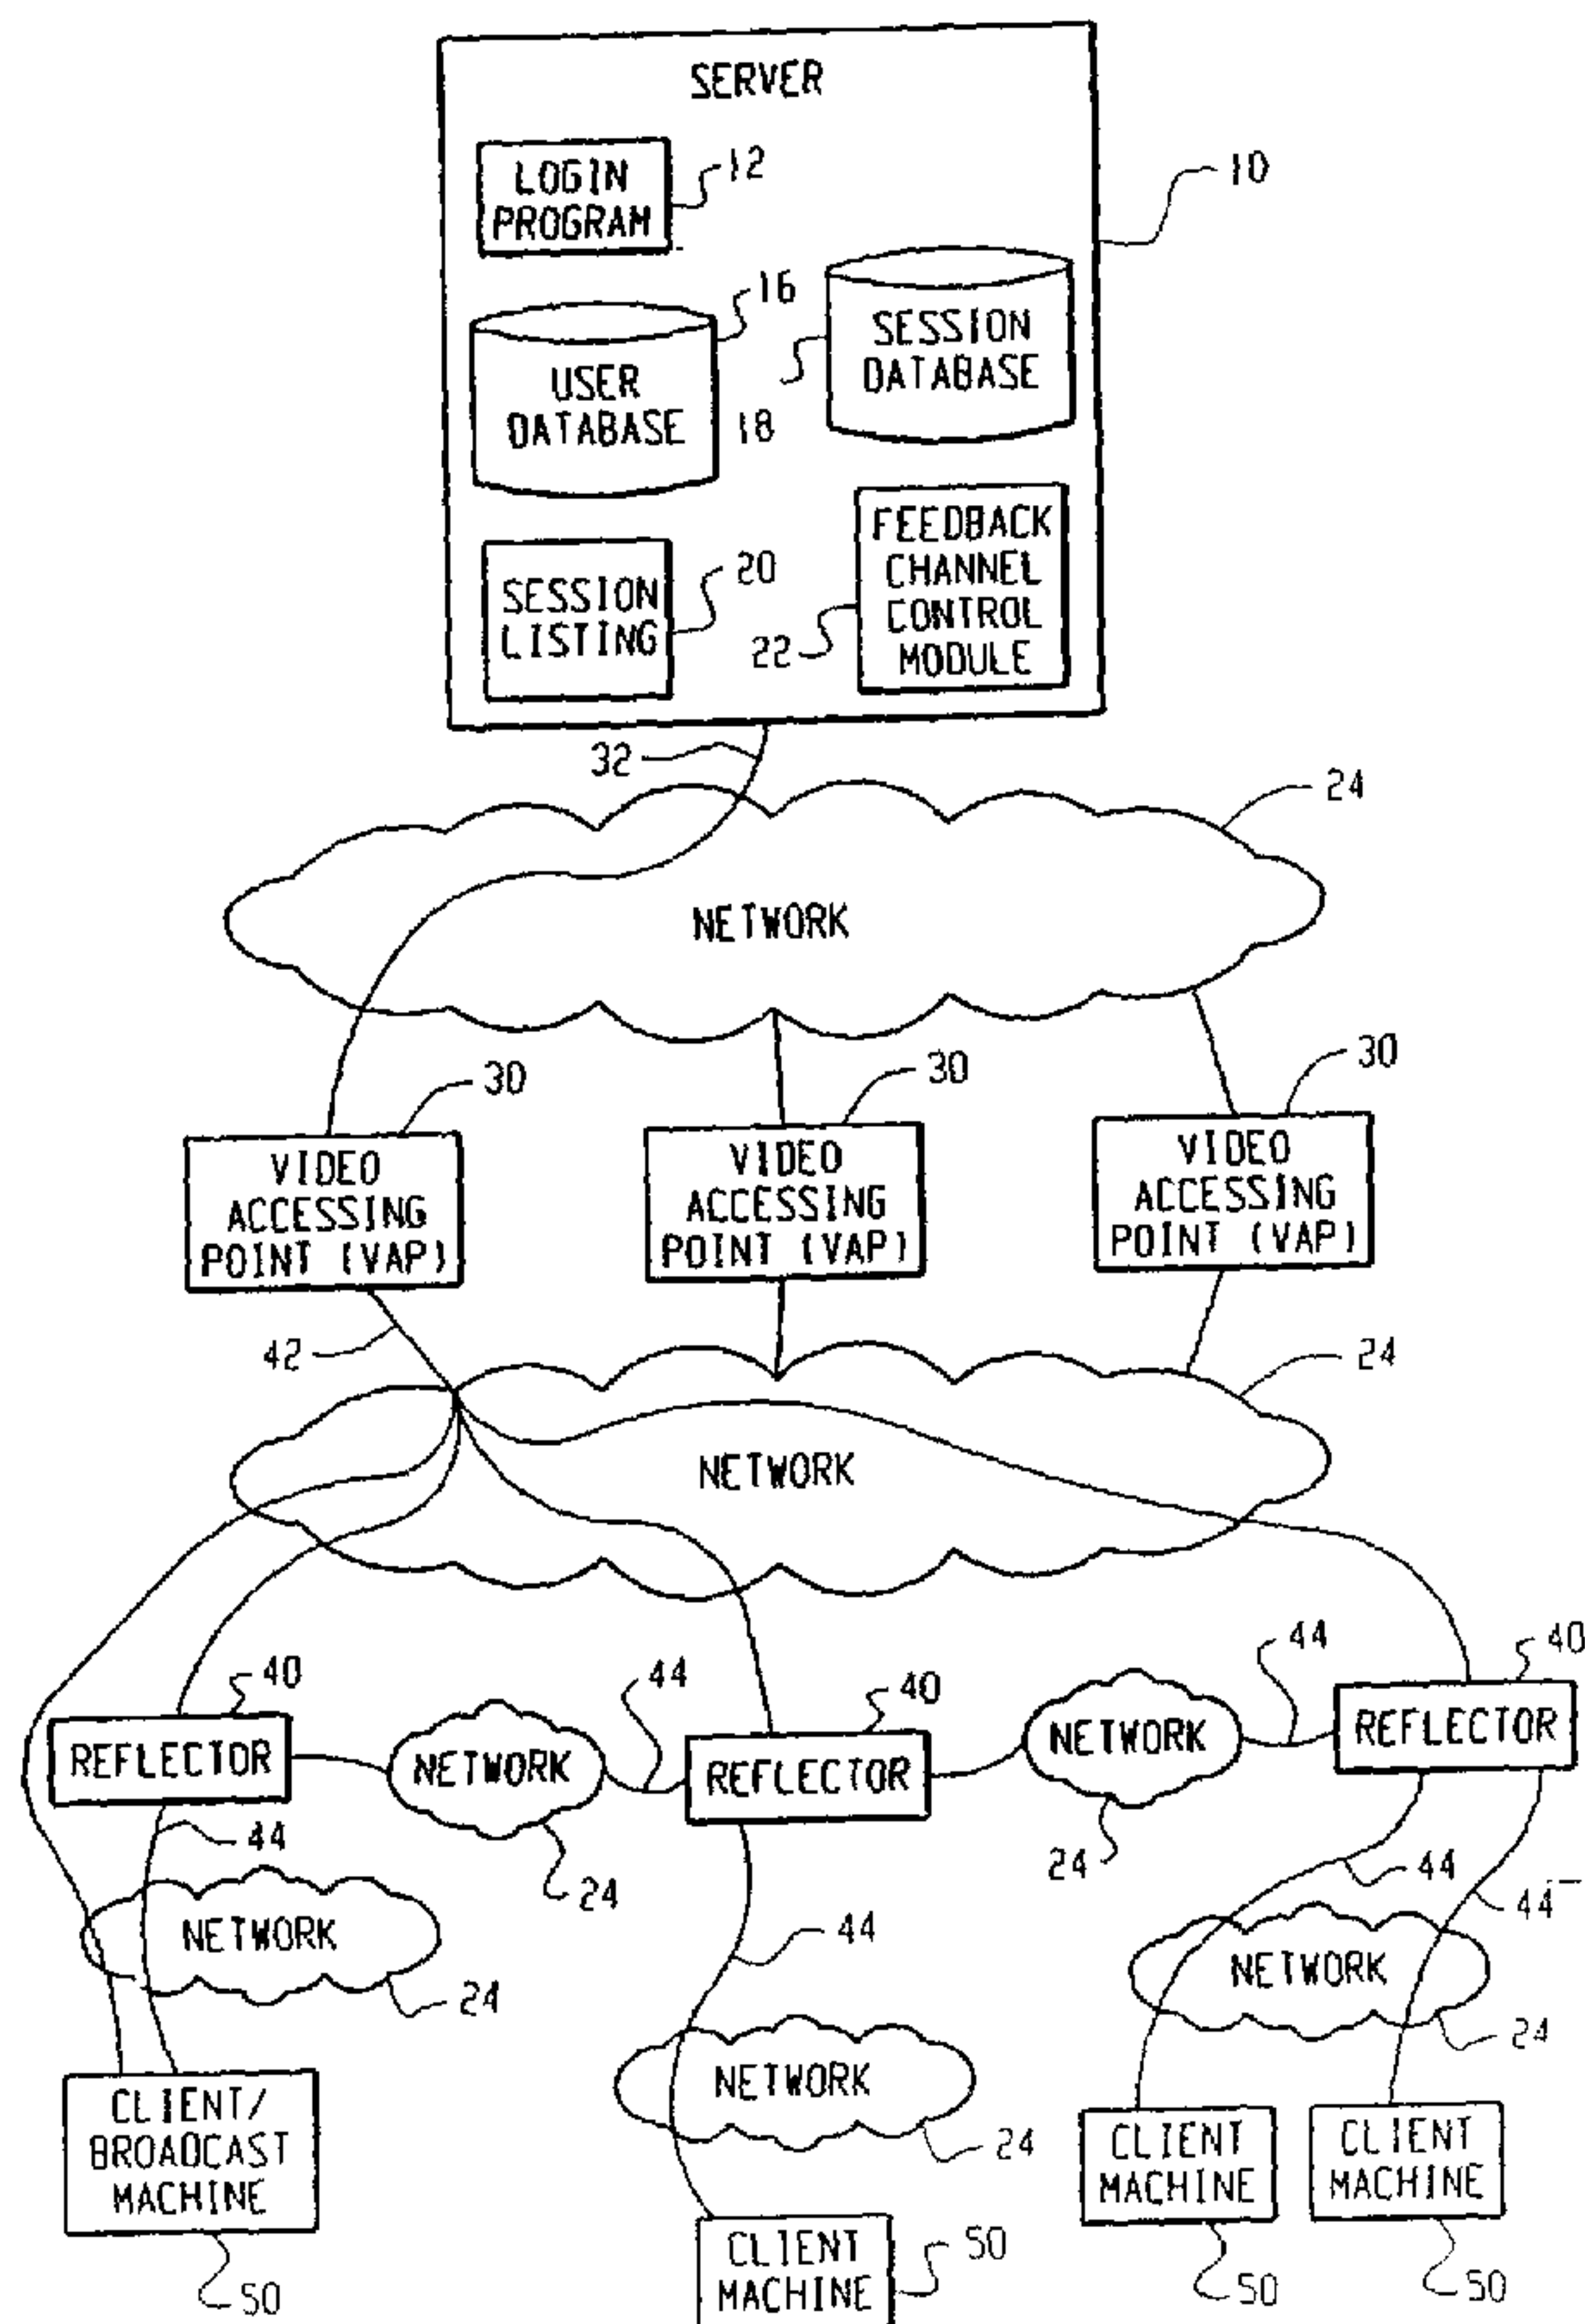 SERVER
LOGIN
PROGRAM
12
10
16
USER
DATABASE
18
SESSION
DATABASE
SESSION
LISTING
20
22
FEEDBACK
CHANNEL
CONTROL
MODULE
32
24
NETWORK
30
30
30
VIDEO
ACCESSING
POINT (VAP)
VIDEO
ACCESSING
POINT (VAP)
VIDEO
ACCESSING
POINT (VAP)
42
24
NETWORK
40
44
40
44
40
REFLECTOR
NETWORK
REFLECTOR
NETWORK
REFLECTOR
44
24
24
44
44
NETWORK
24
44
NETWORK
24
NETWORK
24
CLIENT/
BROADCAST
MACHINE
50
CLIENT
MACHINE
50
CLIENT
MACHINE
50
CLIENT
MACHINE
50